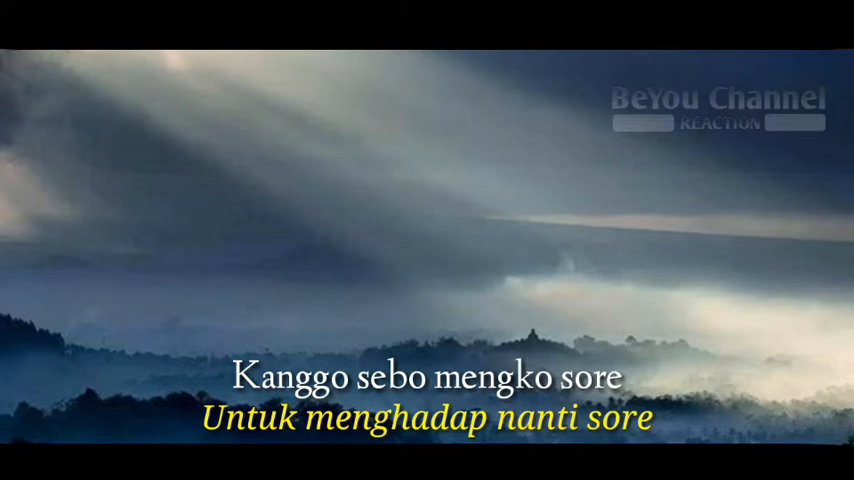 BeYou Channel
REACTION
Kanggo sebo mengko sore
Untuk menghadap nanti sore